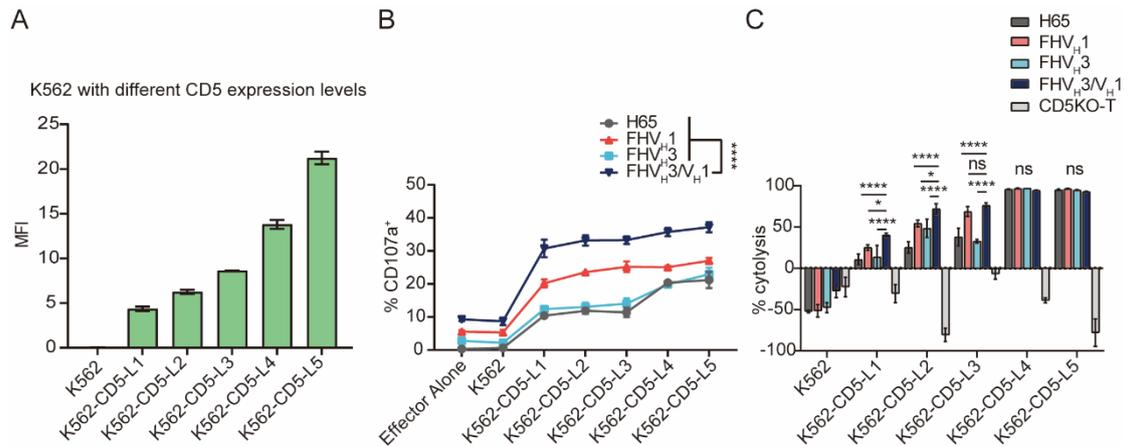 A
K562 with different CD5 expression levels
25
20
15
10
5
0
MFI
K562
K562-CD5-L1
K562-CD5-L2
K562-CD5-L3
K562-CD5-L4
K562-CD5-L5
B
H65
FHVH1
FHVH3
FHVH3/VH1
****
50
40
30
20
10
0
% CD107a+
Effector Alone
K562
K562-CD5-L1
K562-CD5-L2
K562-CD5-L3
K562-CD5-L4
K562-CD5-L5
C
H65
FHVH1
FHVH3
FHVH3/VH1
CD5KO-T
100
50
0
-50
-100
% cytolysis
****
*
****
****
*
****
****
ns
****
ns
ns
K562
K562-CD5-L1
K562-CD5-L2
K562-CD5-L3
K562-CD5-L4
K562-CD5-L5